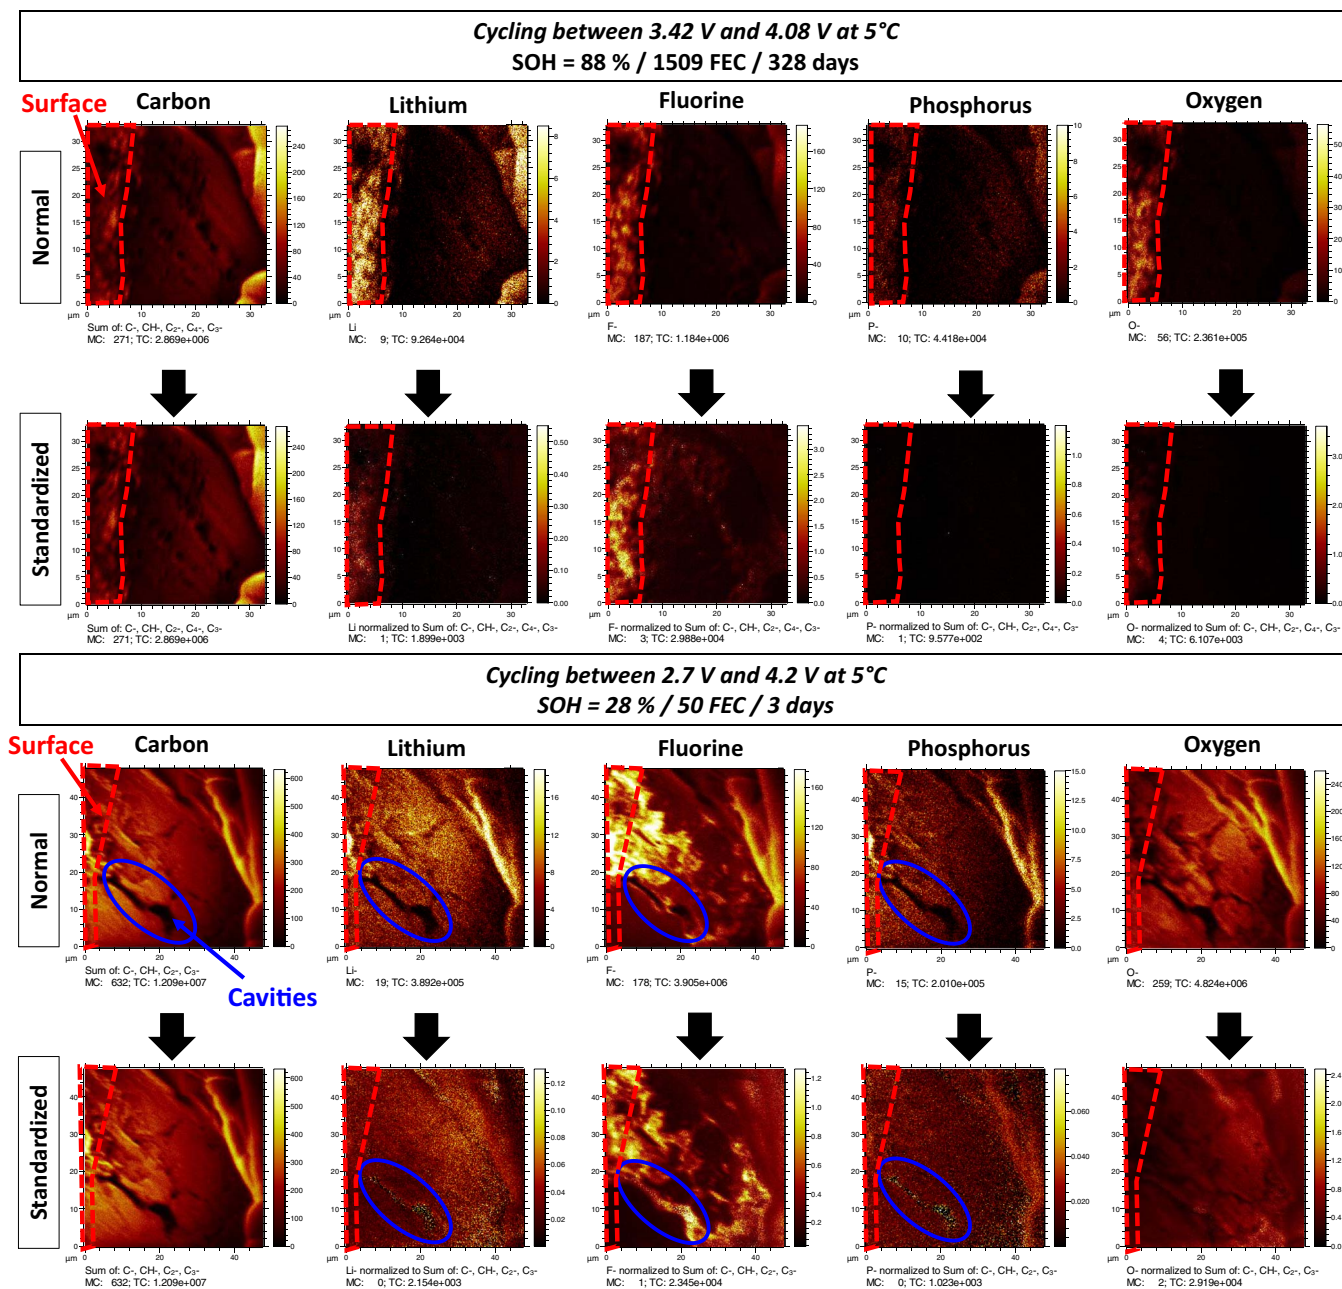 Cycling between 3.42 V and 4.08 V at 5°C
SOH = 88 % / 1509 FEC / 328 days
Surface
Carbon
Lithium
Fluorine
Phosphorus
Oxygen
Normal
Sum of: C-, CH-, C2-, C4-, C3-
MC: 271; TC: 2.869e+006
Li
MC: 9; TC: 9.264e+004
F-
MC: 187; TC: 1.184e+006
P-
MC: 10; TC: 4.418e+004
O-
MC: 56; TC: 2.361e+005
Standardized
Sum of: C-, CH-, C2-, C4-, C3-
MC: 271; TC: 2.869e+006
Li normalized to Sum of: C-, CH-, C2-, C4-, C3-
MC: 1; TC: 1.899e+003
F- normalized to Sum of: C-, CH-, C2-, C4-, C3-
MC: 3; TC: 2.988e+004
P- normalized to Sum of: C-, CH-, C2-, C4-, C3-
MC: 1; TC: 9.577e+002
O- normalized to Sum of: C-, CH-, C2-, C4-, C3-
MC: 4; TC: 6.107e+003
Cycling between 2.7 V and 4.2 V at 5°C
SOH = 28 % / 50 FEC / 3 days
Surface
Carbon
Lithium
Fluorine
Phosphorus
Oxygen
Normal
Sum of: C-, CH-, C2-, C3-
MC: 632; TC: 1.209e+007
Li-
MC: 19; TC: 3.892e+005
F-
MC: 178; TC: 3.905e+006
P-
MC: 15; TC: 2.010e+005
O-
MC: 259; TC: 4.824e+006
Cavities
Standardized
Sum of: C-, CH-, C2-, C3-
MC: 632; TC: 1.209e+007
Li- normalized to Sum of: C-, CH-, C2-, C3-
MC: 0; TC: 2.154e+003
F- normalized to Sum of: C-, CH-, C2-, C3-
MC: 1; TC: 2.345e+004
P- normalized to Sum of: C-, CH-, C2-, C3-
MC: 0; TC: 1.023e+003
O- normalized to Sum of: C-, CH-, C2-, C3-
MC: 2; TC: 2.919e+004